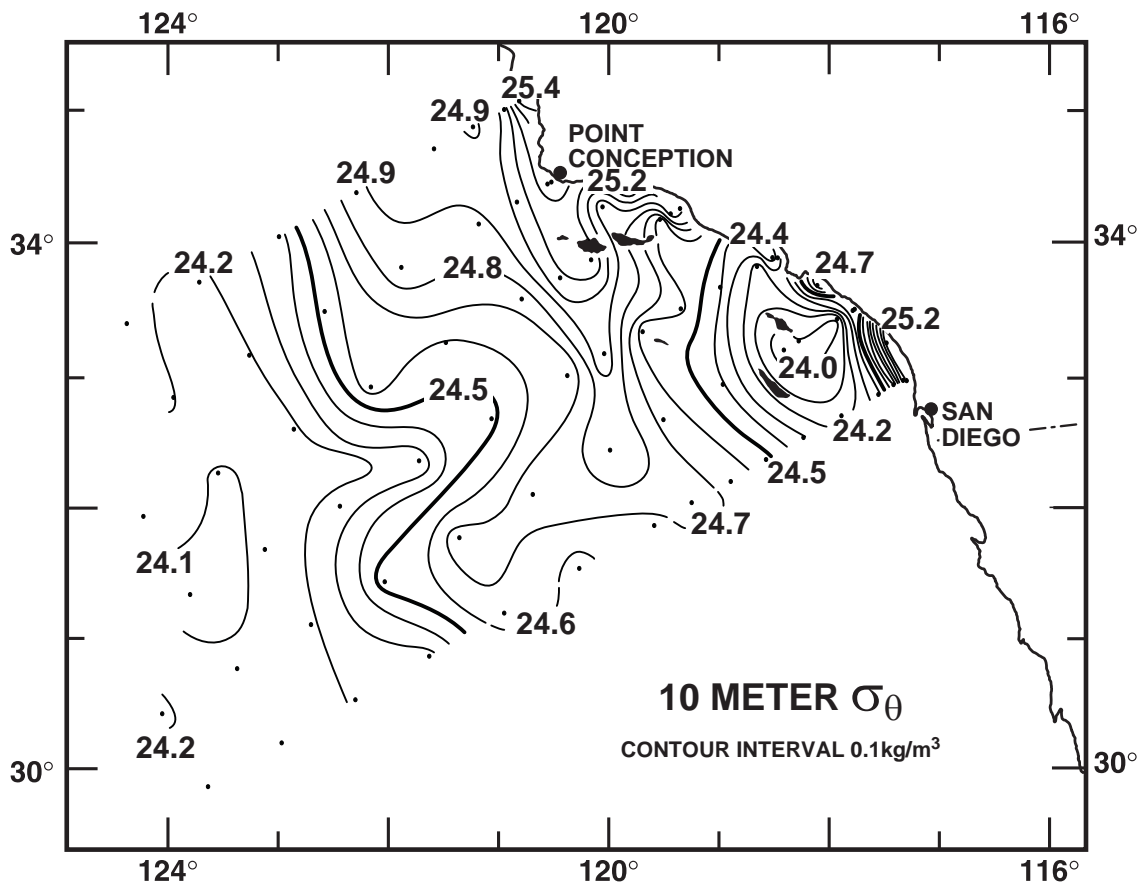 124° 120° 116°
25.4
24.9
POINT
CONCEPTION
24.9
25.2
34° 34°
24.4
24.2
24.8
24.7
25.2
24.0
24.5
SAN
DIEGO
24.2
24.5
24.7
24.1
24.6
10 METER σθ
CONTOUR INTERVAL 0.1kg/m³
24.2
30° 30°
124° 120° 116°